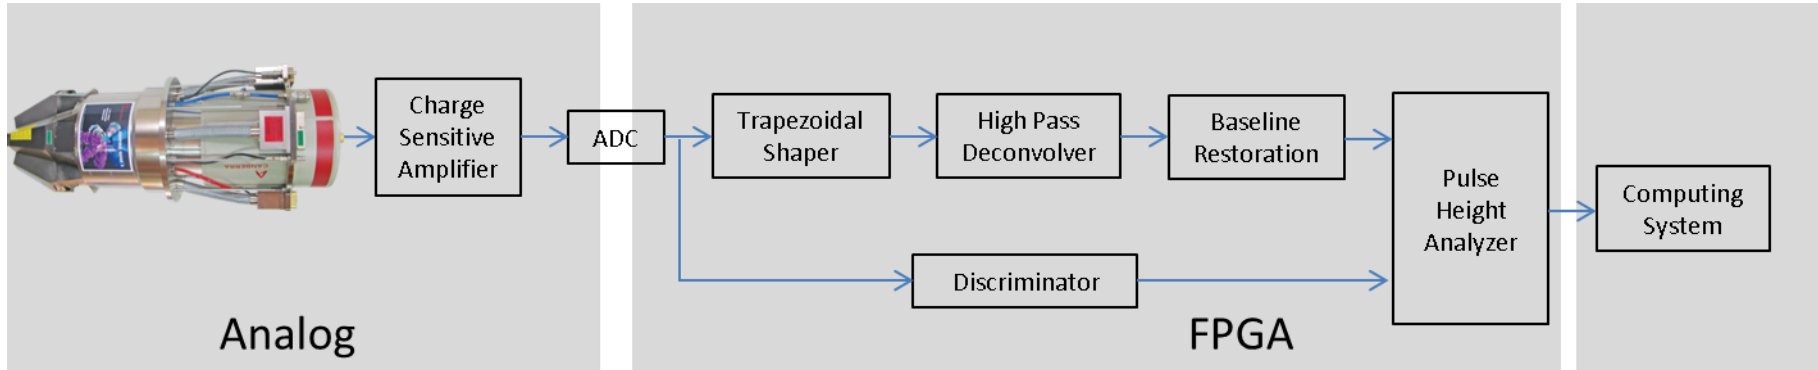 Charge
Sensitive
Amplifier
ADC
Trapezoidal
Shaper
High Pass
Deconvolver
Baseline
Restoration
Discriminator
Pulse
Height
Analyzer
Computing
System
Analog
FPGA
CANBERRA